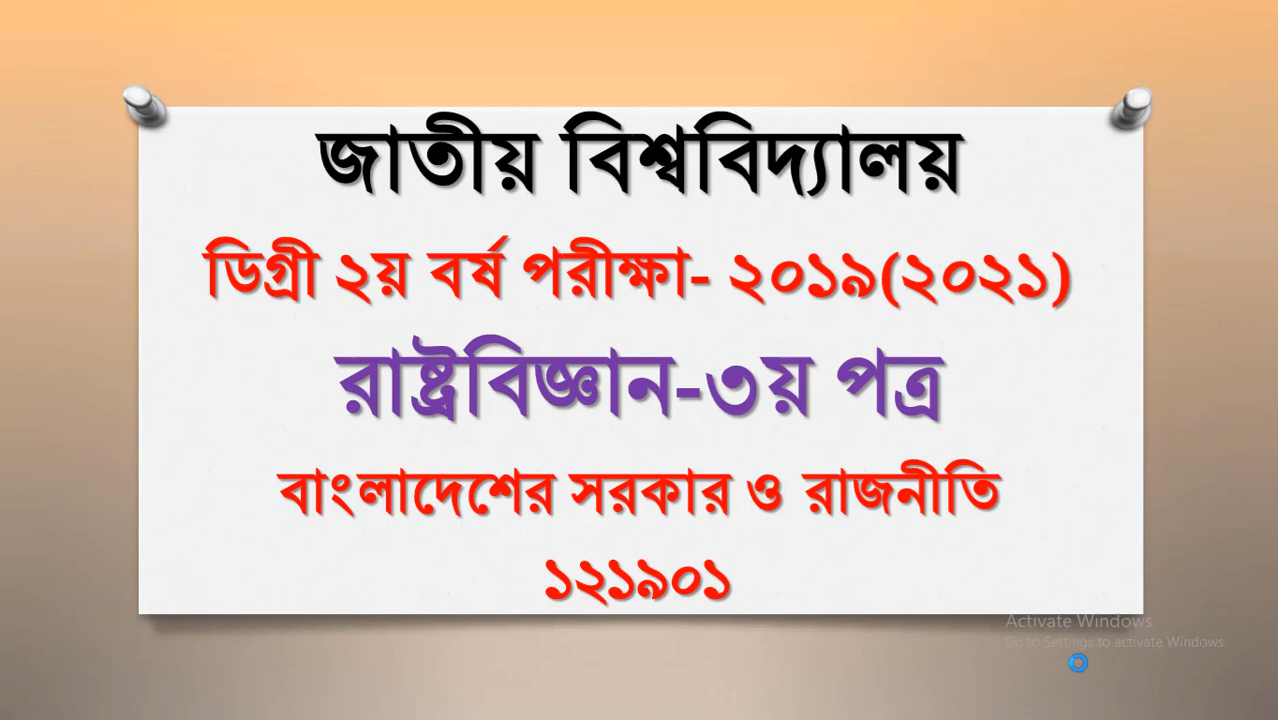 জাতীয় বিশ্ববিদ্যালয়
ডিগ্রী ২য় বর্ষ পরীক্ষা- ২০১৯(২০২১)
রাষ্ট্রবিজ্ঞান-৩য় পত্র
বাংলাদেশের সরকার ও রাজনীতি
১২১৯০১
Activate Windows
Go to Settings to activate Windows.